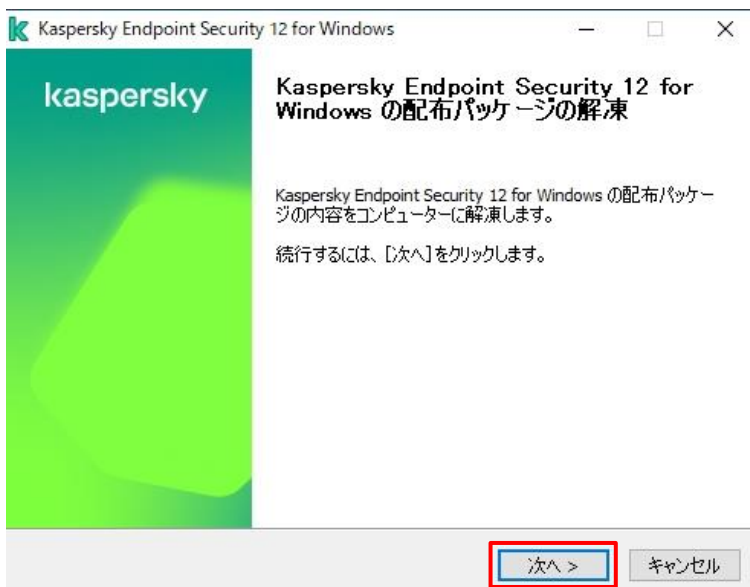 Kaspersky Endpoint Security 12 for Windows
kaspersky
Kaspersky Endpoint Security 12 for
Windows の配布パッケージの解凍
Kaspersky Endpoint Security 12 for Windows の配布パッケー
ジの内容をコンピューターに解凍します。
続行するには、[次へ]をクリックします。
次へ >
キャンセル